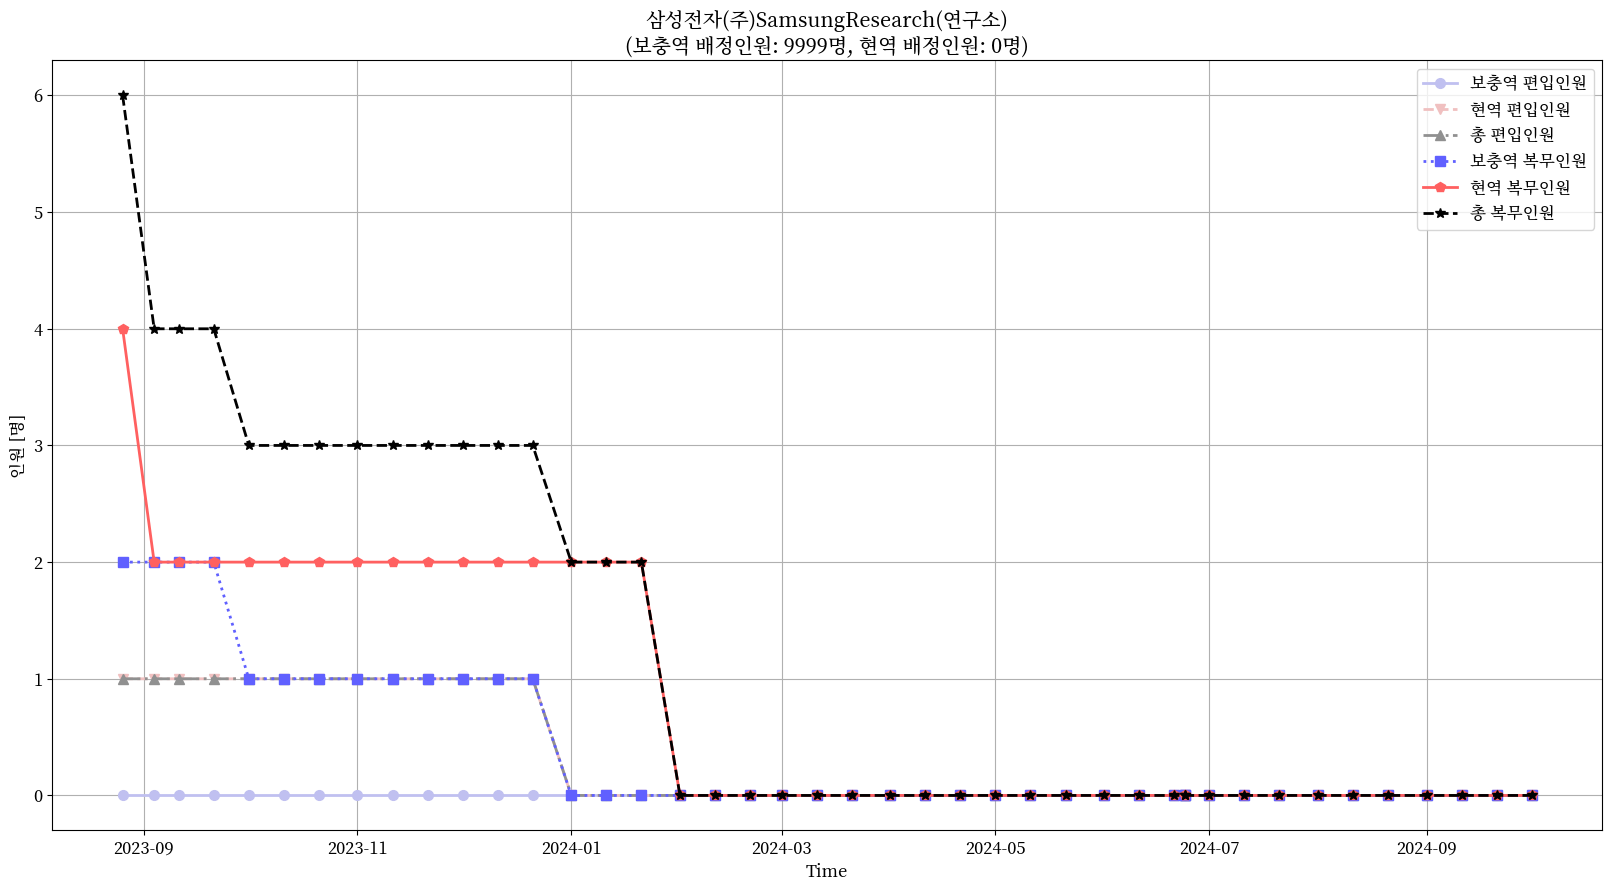 삼성전자(주)SamsungResearch(연구소)
(보충역 배정인원: 9999명, 현역 배정인원: 0명)
보충역 편입인원
현역 편입인원
총 편입인원
보충역 복무인원
현역 복무인원
총 복무인원
인원 [명]
6
5
4
3
2
1
0
2023-09
2023-11
2024-01
2024-03
2024-05
2024-07
2024-09
Time